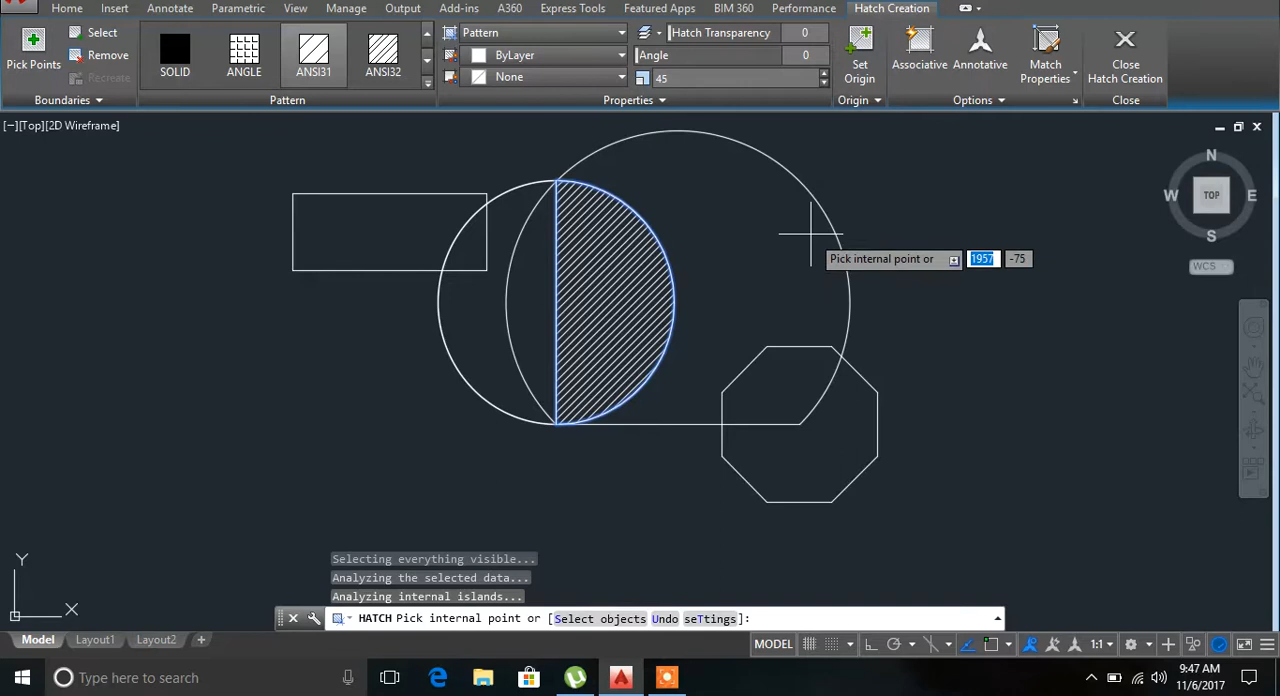 Home Insert Annotate Parametric View Manage Output Add-ins A360 Express Tools Featured Apps BIM 360 Performance Hatch Creation
Pick Points
Select
Remove
Recreate
Boundaries
SOLID ANGLE ANSI31 ANSI32
Pattern
Pattern
ByLayer
None
Hatch Transparency 0
Angle 0
45
Properties
Set
Origin
Origin
Associative Annotative
Match
Properties
Options
Close
Hatch Creation
Close
[−][Top][2D Wireframe]
N
W TOP E
S
WCS
Pick internal point or 1957 -75
Y
X
Selecting everything visible...
Analyzing the selected data...
Analyzing internal islands...
HATCH Pick internal point or [Select objects Undo seTtings]:
Model Layout1 Layout2 +
MODEL 1:1
Type here to search
9:47 AM
11/6/2017